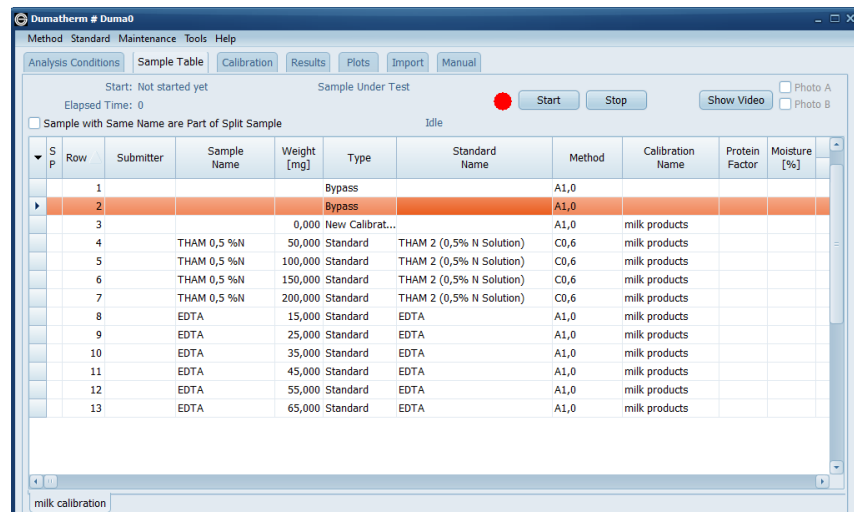 Dumatherm # Duma0
Method Standard Maintenance Tools Help
Analysis Conditions Sample Table Calibration Results Plots Import Manual
Start: Not started yet Sample Under Test
Elapsed Time: 0
Start Stop Show Video Photo A
Photo B
Sample with Same Name are Part of Split Sample Idle
S P Row Submitter Sample Name Weight [mg] Type Standard Name Method Calibration Name Protein Factor Moisture [%]
1 Bypass A1,0
2 Bypass A1,0
3 0,000 New Calibrat... A1,0 milk products
4 THAM 0,5 %N 50,000 Standard THAM 2 (0,5% N Solution) C0,6 milk products
5 THAM 0,5 %N 100,000 Standard THAM 2 (0,5% N Solution) C0,6 milk products
6 THAM 0,5 %N 150,000 Standard THAM 2 (0,5% N Solution) C0,6 milk products
7 THAM 0,5 %N 200,000 Standard THAM 2 (0,5% N Solution) C0,6 milk products
8 EDTA 15,000 Standard EDTA A1,0 milk products
9 EDTA 25,000 Standard EDTA A1,0 milk products
10 EDTA 35,000 Standard EDTA A1,0 milk products
11 EDTA 45,000 Standard EDTA A1,0 milk products
12 EDTA 55,000 Standard EDTA A1,0 milk products
13 EDTA 65,000 Standard EDTA A1,0 milk products
milk calibration